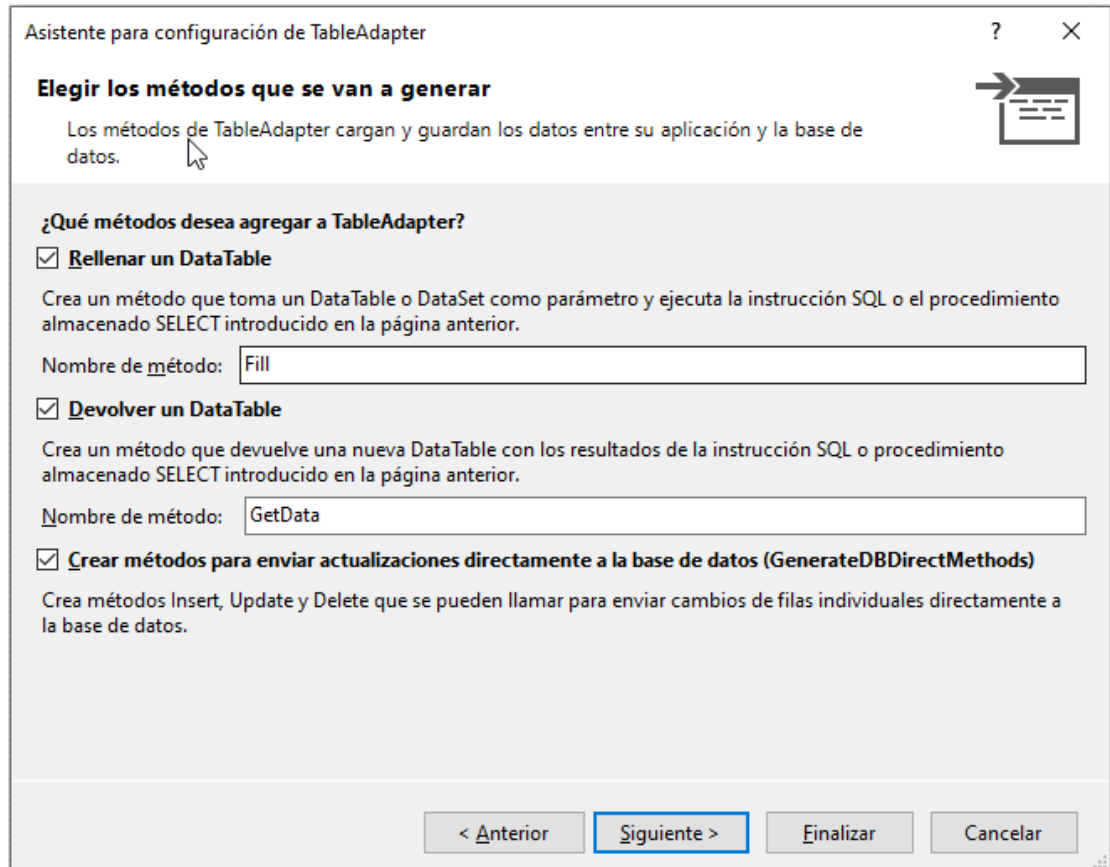 Asistente para configuración de TableAdapter
?
Elegir los métodos que se van a generar
Los métodos de TableAdapter cargan y guardan los datos entre su aplicación y la base de
datos.
¿Qué métodos desea agregar a TableAdapter?
Rellenar un DataTable
Crea un método que toma un DataTable o DataSet como parámetro y ejecuta la instrucción SQL o el procedimiento
almacenado SELECT introducido en la página anterior.
Nombre de método: Fill
Devolver un DataTable
Crea un método que devuelve una nueva DataTable con los resultados de la instrucción SQL o procedimiento
almacenado SELECT introducido en la página anterior.
Nombre de método: GetData
Crear métodos para enviar actualizaciones directamente a la base de datos (GenerateDBDirectMethods)
Crea métodos Insert, Update y Delete que se pueden llamar para enviar cambios de filas individuales directamente a
la base de datos.
< Anterior Siguiente > Finalizar Cancelar